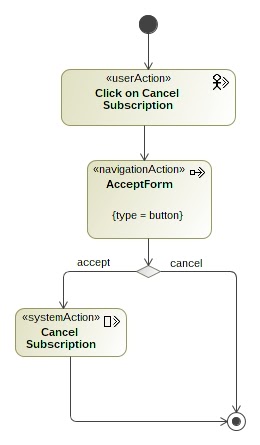 «userAction»
Click on Cancel
Subscription
«navigationAction»
AcceptForm
{type = button}
accept
cancel
«systemAction»
Cancel
Subscription